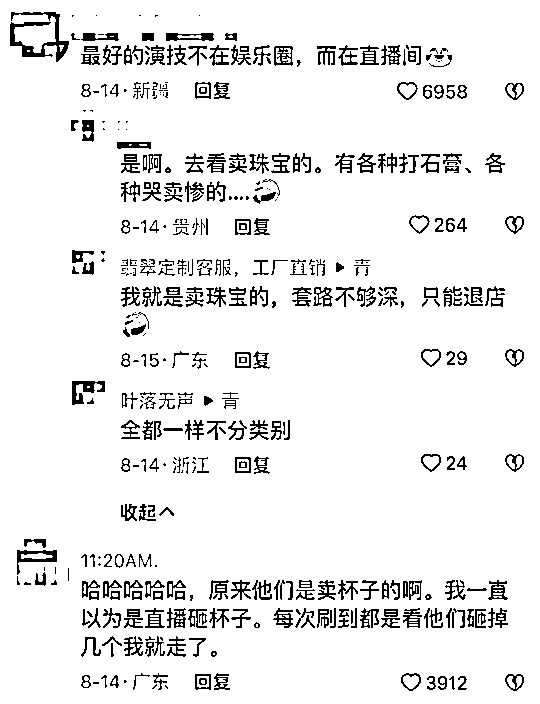 最好的演技不在娱乐圈，而在直播间😂
8-14·新疆 回复 6958
是啊。去看卖珠宝的。有各种打石膏、各
种哭卖惨的....
8-14·贵州 回复 264
翡翠定制客服，工厂直销 ▶ 青
我就是卖珠宝的，套路不够深，只能退店
8-15·广东 回复 29
叶落无声 ▶ 青
全都一样不分类别
8-14·浙江 回复 24
收起
11:20AM.
哈哈哈哈哈，原来他们是卖杯子的啊。我一直
以为是直播砸杯子。每次刷到都是看他们砸掉
几个我就走了。
8-14·广东 回复 3912